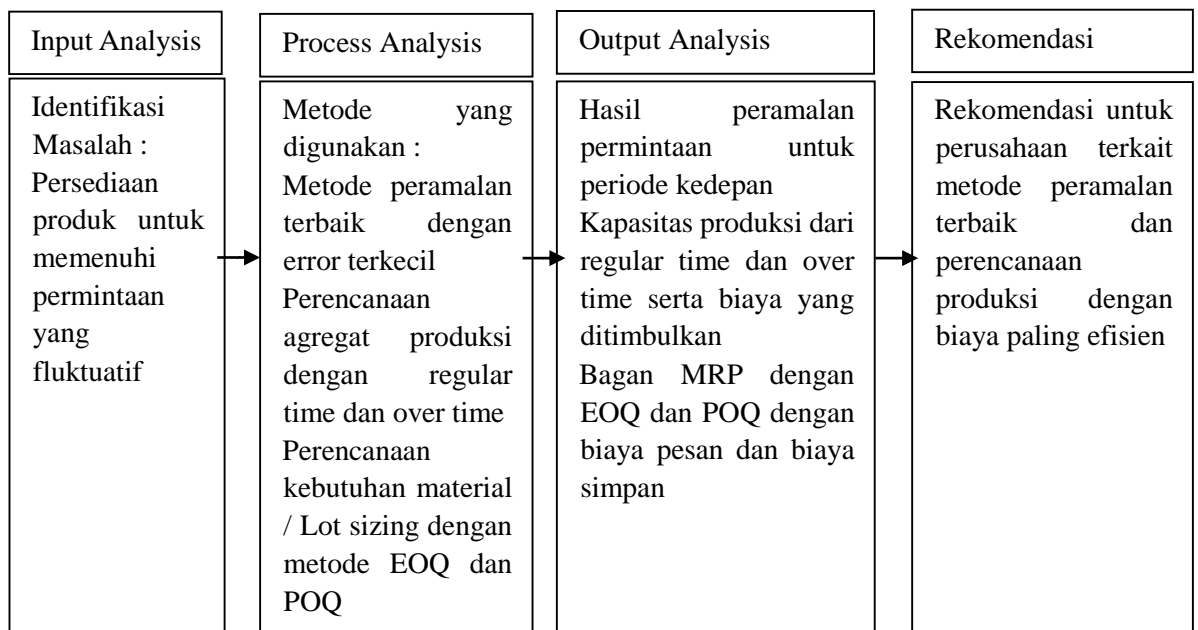 Input Analysis
Identifikasi
Masalah :
Persediaan
produk untuk
memenuhi
permintaan
yang
fluktuatif
Process Analysis
Metode yang
digunakan :
Metode peramalan
terbaik dengan
error terkecil
Perencanaan
agregat produksi
dengan regular
time dan over time
Perencanaan
kebutuhan material
/ Lot sizing dengan
metode EOQ dan
POQ
Output Analysis
Hasil peramalan
permintaan untuk
periode kedepan
Kapasitas produksi dari
regular time dan over
time serta biaya yang
ditimbulkan
Bagan MRP dengan
EOQ dan POQ dengan
biaya pesan dan biaya
simpan
Rekomendasi
Rekomendasi untuk
perusahaan terkait
metode peramalan
terbaik dan
perencanaan
produksi dengan
biaya paling efisien